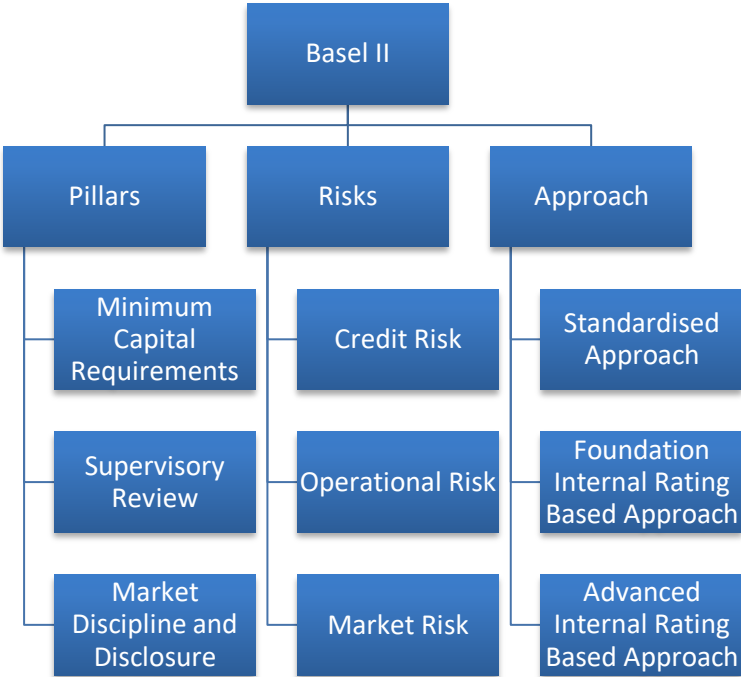 Basel II
Pillars
Risks
Approach
Minimum
Capital
Requirements
Credit Risk
Standardised
Approach
Supervisory
Review
Operational Risk
Foundation
Internal Rating
Based Approach
Market
Discipline and
Disclosure
Market Risk
Advanced
Internal Rating
Based Approach